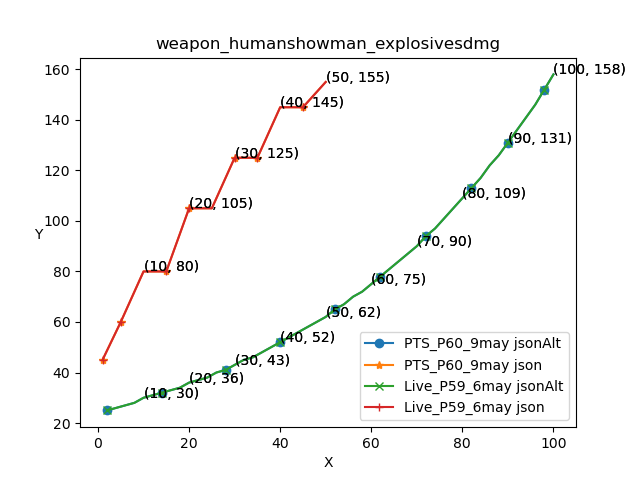 weapon_humanshowman_explosivesdmg
160
140
120
100
80
60
40
20
Y
(50, 155)
(100, 158)
(40, 145)
(90, 131)
(30, 125)
(20, 105)
(80, 109)
(70, 90)
(10, 80)
(60, 75)
(50, 62)
(40, 52)
(30, 43)
(20, 36)
(10, 30)
PTS_P60_9may jsonAlt
PTS_P60_9may json
Live_P59_6may jsonAlt
Live_P59_6may json
0 20 40 60 80 100
X